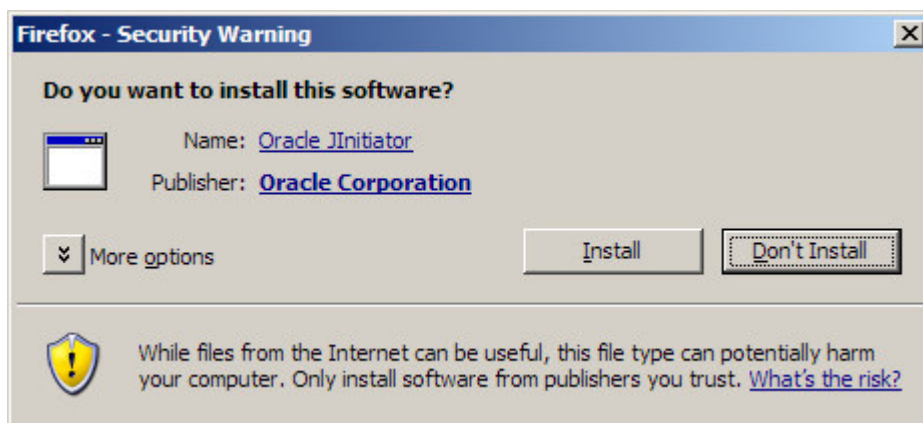 Firefox - Security Warning
Do you want to install this software?
Name: Oracle JInitiator
Publisher: Oracle Corporation
More options
Install
Don't Install
While files from the Internet can be useful, this file type can potentially harm
your computer. Only install software from publishers you trust. What's the risk?